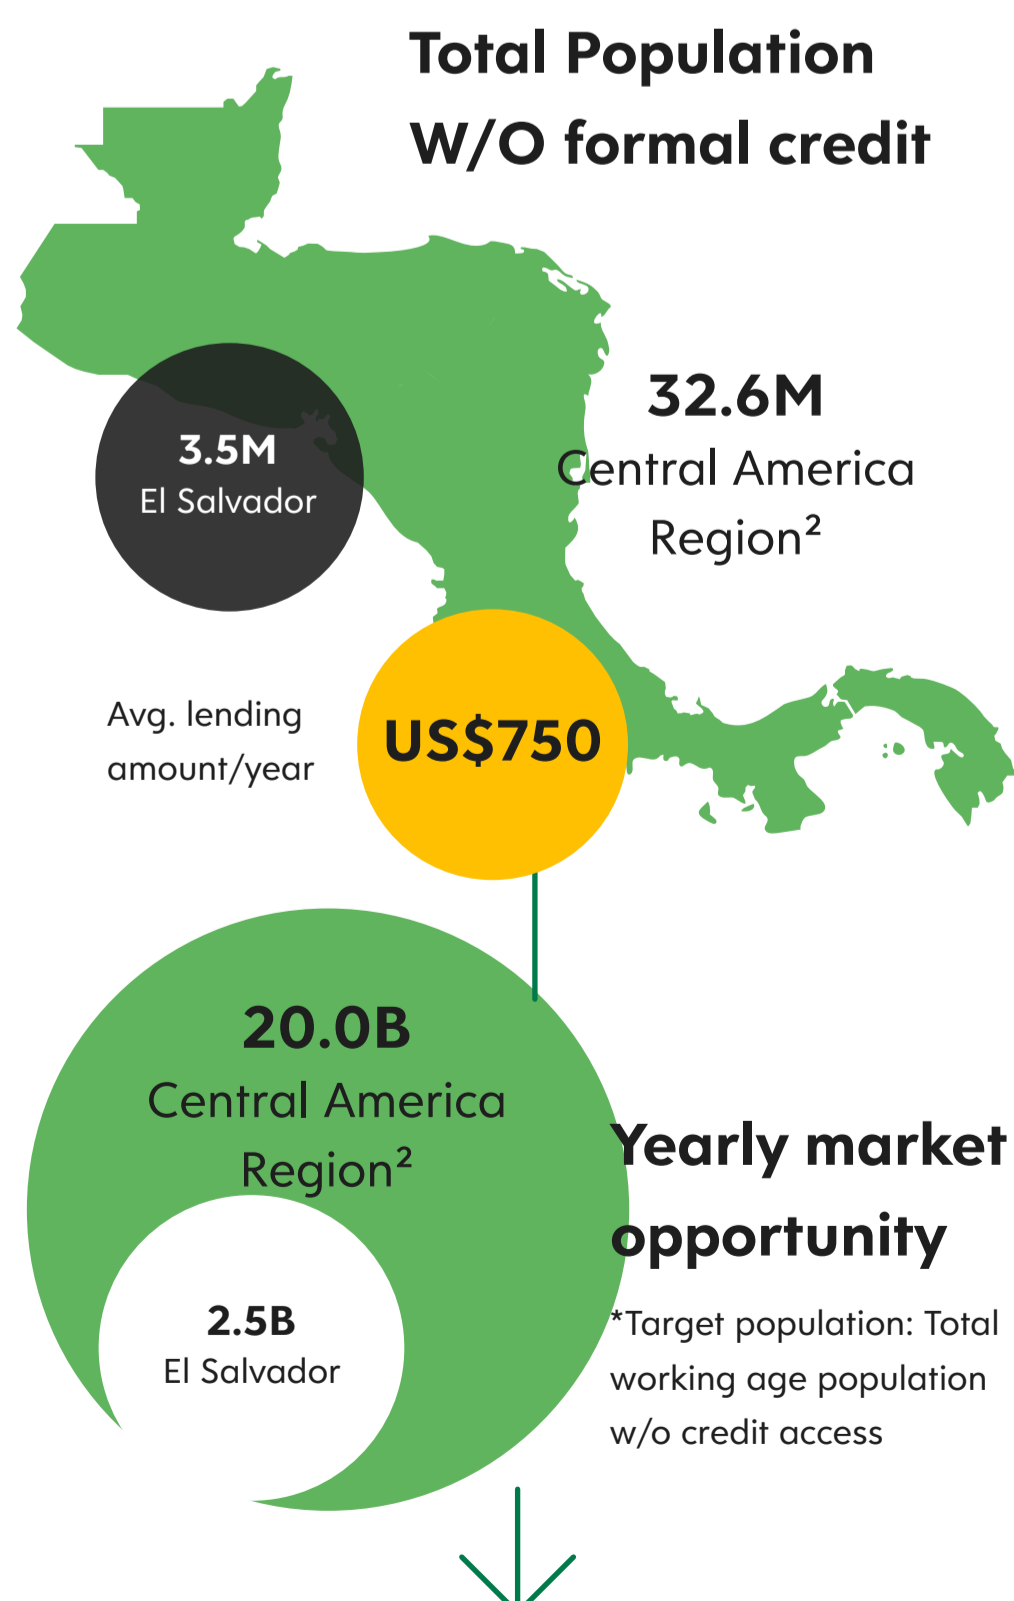 Total Population
W/O formal credit
32.6M
Central America
Region²
3.5M
El Salvador
Avg. lending
amount/year
US$750
20.0B
Central America
Region²
2.5B
El Salvador
Yearly market
opportunity
*Target population: Total
working age population
w/o credit access